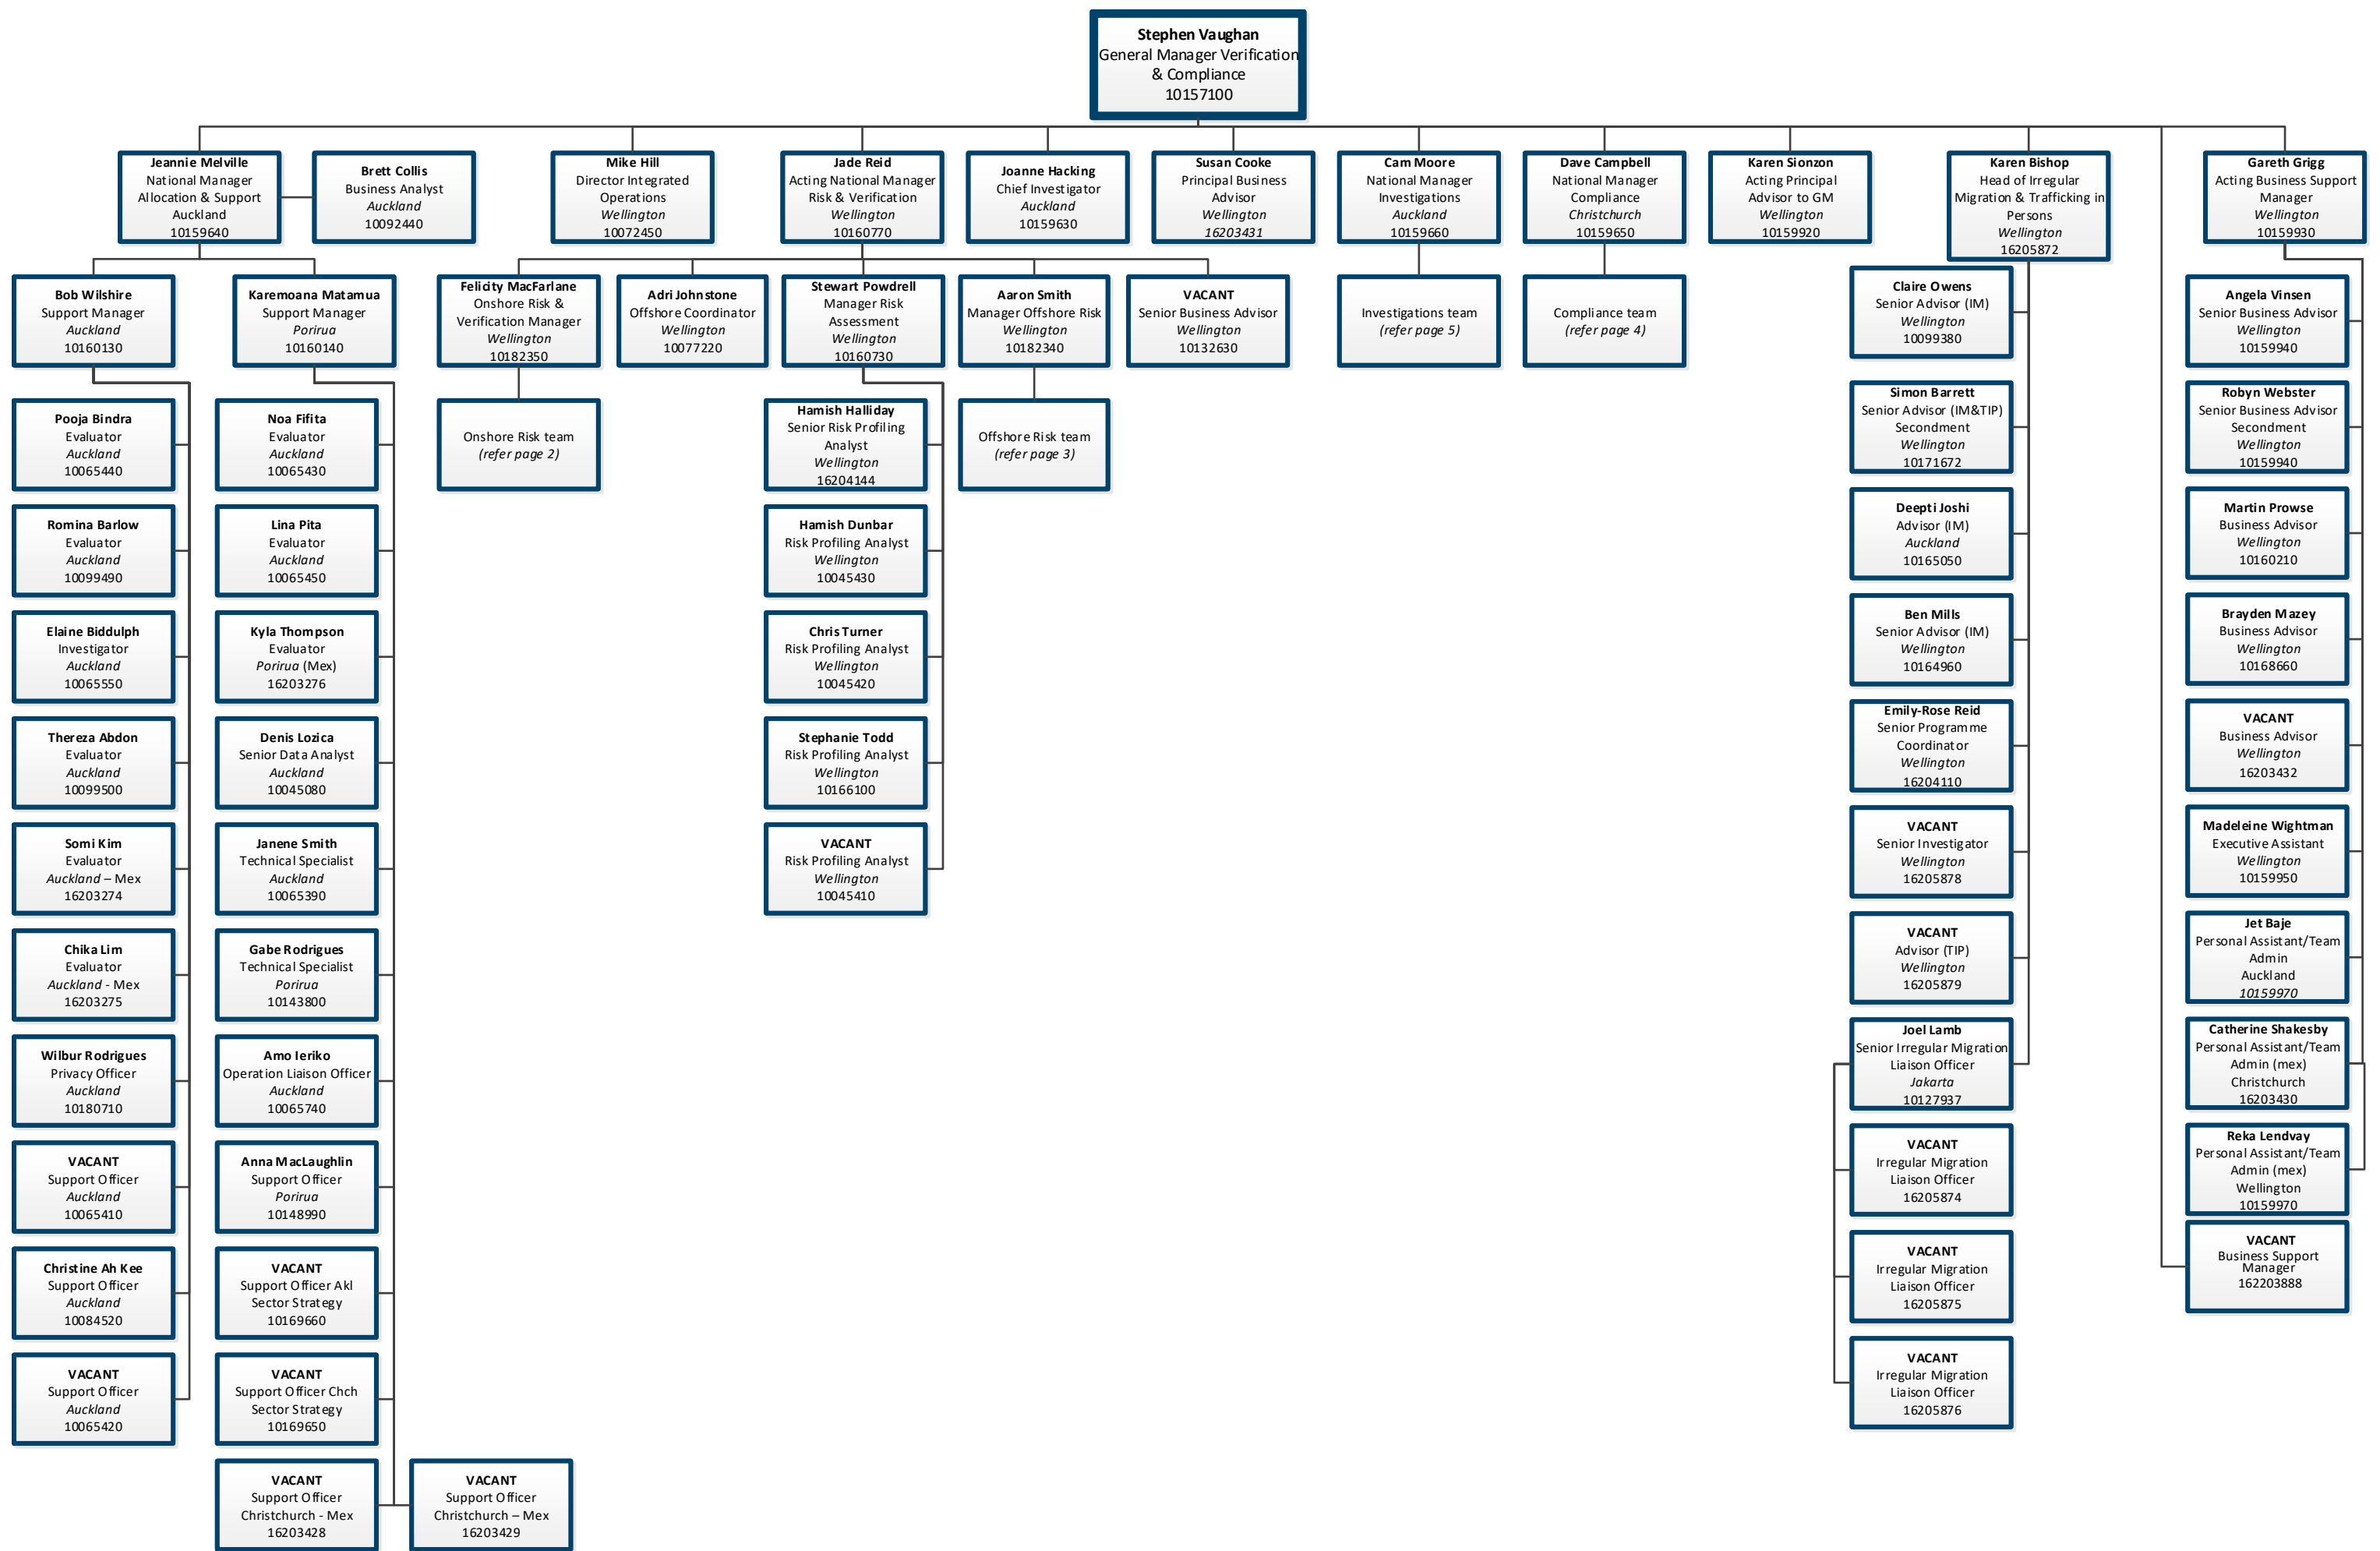 Stephen Vaughan
General Manager Verification
& Compliance
10157100
Jeannie Melville
National Manager
Allocation & Support
Auckland
10159640
Brett Collis
Business Analyst
Auckland
10092440
Mike Hill
Director Integrated
Operations
Wellington
10072450
Jade Reid
Acting National Manager
Risk & Verification
Wellington
10160770
Joanne Hacking
Chief Investigator
Auckland
10159630
Susan Cooke
Principal Business
Advisor
Wellington
16203431
Cam Moore
National Manager
Investigations
Auckland
10159660
Dave Campbell
National Manager
Compliance
Christchurch
10159650
Karen Sionzon
Acting Principal
Advisor to GM
Wellington
10159920
Karen Bishop
Head of Irregular
Migration & Trafficking in
Persons
Wellington
16205872
Gareth Grigg
Acting Business Support
Manager
Wellington
10159930
Bob Wilshire
Support Manager
Auckland
10160130
Karemoana Matamua
Support Manager
Porirua
10160140
Felicity MacFarlane
Onshore Risk &
Verification Manager
Wellington
10182350
Adri Johnstone
Offshore Coordinator
Wellington
10077220
Stewart Powdrell
Manager Risk
Assessment
Wellington
10160730
Aaron Smith
Manager Offshore Risk
Wellington
10182340
VACANT
Senior Business Advisor
Wellington
10132630
Investigations team
(refer page 5)
Compliance team
(refer page 4)
Claire Owens
Senior Advisor (IM)
Wellington
10099380
Angela Vinsen
Senior Business Advisor
Wellington
10159940
Pooja Bindra
Evaluator
Auckland
10065440
Noa Fifita
Evaluator
Auckland
10065430
Onshore Risk team
(refer page 2)
Hamish Halliday
Senior Risk Profiling
Analyst
Wellington
16204144
Offshore Risk team
(refer page 3)
Simon Barrett
Senior Advisor (IM&TIP)
Secondment
Wellington
10171672
Robyn Webster
Senior Business Advisor
Secondment
Wellington
10159940
Romina Barlow
Evaluator
Auckland
10099490
Lina Pita
Evaluator
Auckland
10065450
Hamish Dunbar
Risk Profiling Analyst
Wellington
10045430
Deepti Joshi
Advisor (IM)
Auckland
10165050
Martin Prowse
Business Advisor
Wellington
10160210
Elaine Biddulph
Investigator
Auckland
10065550
Kyla Thompson
Evaluator
Porirua (Mex)
16203276
Chris Turner
Risk Profiling Analyst
Wellington
10045420
Ben Mills
Senior Advisor (IM)
Wellington
10164960
Brayden Mazey
Business Advisor
Wellington
10168660
Thereza Abdon
Evaluator
Auckland
10099500
Denis Lozica
Senior Data Analyst
Auckland
10045080
Stephanie Todd
Risk Profiling Analyst
Wellington
10166100
Emily-Rose Reid
Senior Programme
Coordinator
Wellington
16204110
VACANT
Business Advisor
Wellington
16203432
Somi Kim
Evaluator
Auckland – Mex
16203274
Janene Smith
Technical Specialist
Auckland
10065390
VACANT
Risk Profiling Analyst
Wellington
10045410
VACANT
Senior Investigator
Wellington
16205878
Madeleine Wightman
Executive Assistant
Wellington
10159950
Chika Lim
Evaluator
Auckland - Mex
16203275
Gabe Rodrigues
Technical Specialist
Porirua
10143800
VACANT
Advisor (TIP)
Wellington
16205879
Jet Baje
Personal Assistant/Team
Admin
Auckland
10159970
Wilbur Rodrigues
Privacy Officer
Auckland
10180710
Amo Ieriko
Operation Liaison Officer
Auckland
10065740
Joel Lamb
Senior Irregular Migration
Liaison Officer
Jakarta
10127937
Catherine Shakesby
Personal Assistant/Team
Admin (mex)
Christchurch
16203430
VACANT
Support Officer
Auckland
10065410
Anna MacLaughlin
Support Officer
Porirua
10148990
VACANT
Irregular Migration
Liaison Officer
16205874
Reka Lendvay
Personal Assistant/Team
Admin (mex)
Wellington
10159970
Christine Ah Kee
Support Officer
Auckland
10084520
VACANT
Support Officer Akl
Sector Strategy
10169660
VACANT
Irregular Migration
Liaison Officer
16205875
VACANT
Business Support
Manager
162203888
VACANT
Support Officer
Auckland
10065420
VACANT
Support Officer Chch
Sector Strategy
10169650
VACANT
Irregular Migration
Liaison Officer
16205876
VACANT
Support Officer
Christchurch - Mex
16203428
VACANT
Support Officer
Christchurch – Mex
16203429